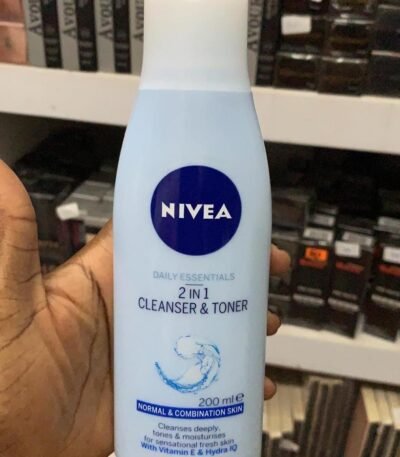 NIVEA
DAILY ESSENTIALS
2 IN 1
CLEANSER & TONER
200 ml e
NORMAL & COMBINATION SKIN
Cleanses deeply,
tones & moisturises
for sensational fresh skin
With Vitamin E & Hydra IQ